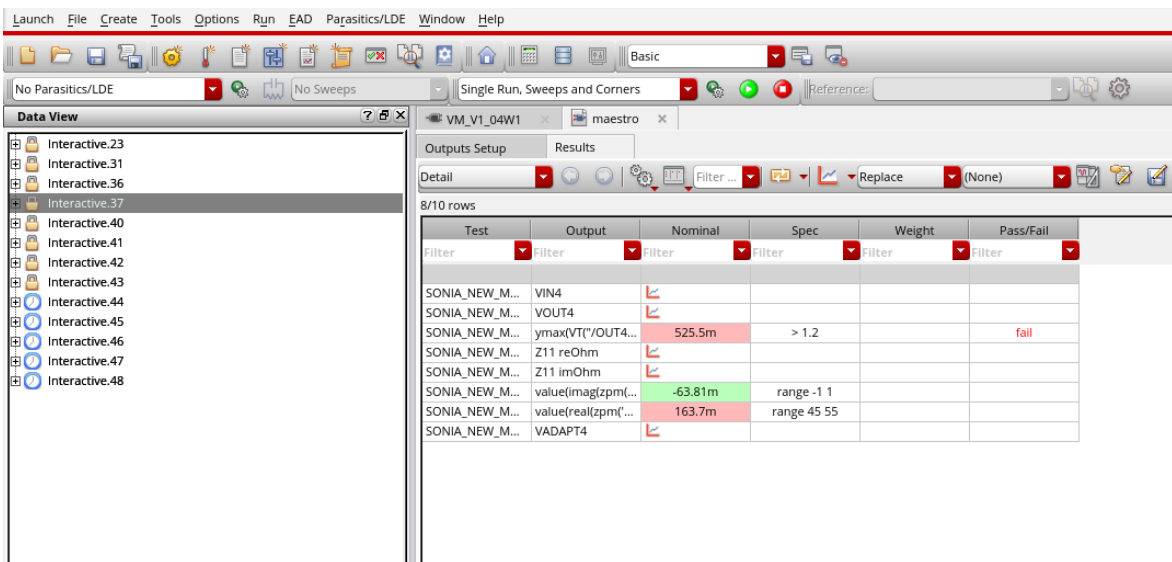 Launch File Create Tools Options Run EAD Parasitics/LDE Window Help
Basic
No Parasitics/LDE No Sweeps Single Run, Sweeps and Corners Reference:
Data View
Interactive.23
Interactive.31
Interactive.36
Interactive.37
Interactive.40
Interactive.41
Interactive.42
Interactive.43
Interactive.44
Interactive.45
Interactive.46
Interactive.47
Interactive.48
VM_V1_04W1 maestro
Outputs Setup Results
Detail Filter ... Replace (None)
8/10 rows
Test Output Nominal Spec Weight Pass/Fail
Filter Filter Filter Filter Filter Filter
SONIA_NEW_M... VIN4
SONIA_NEW_M... VOUT4
SONIA_NEW_M... ymax(VT("/OUT4... 525.5m > 1.2 fail
SONIA_NEW_M... Z11 reOhm
SONIA_NEW_M... Z11 imOhm
SONIA_NEW_M... value(imag(zpm(... -63.81m range -1 1
SONIA_NEW_M... value(real(zpm('... 163.7m range 45 55
SONIA_NEW_M... VADAPT4